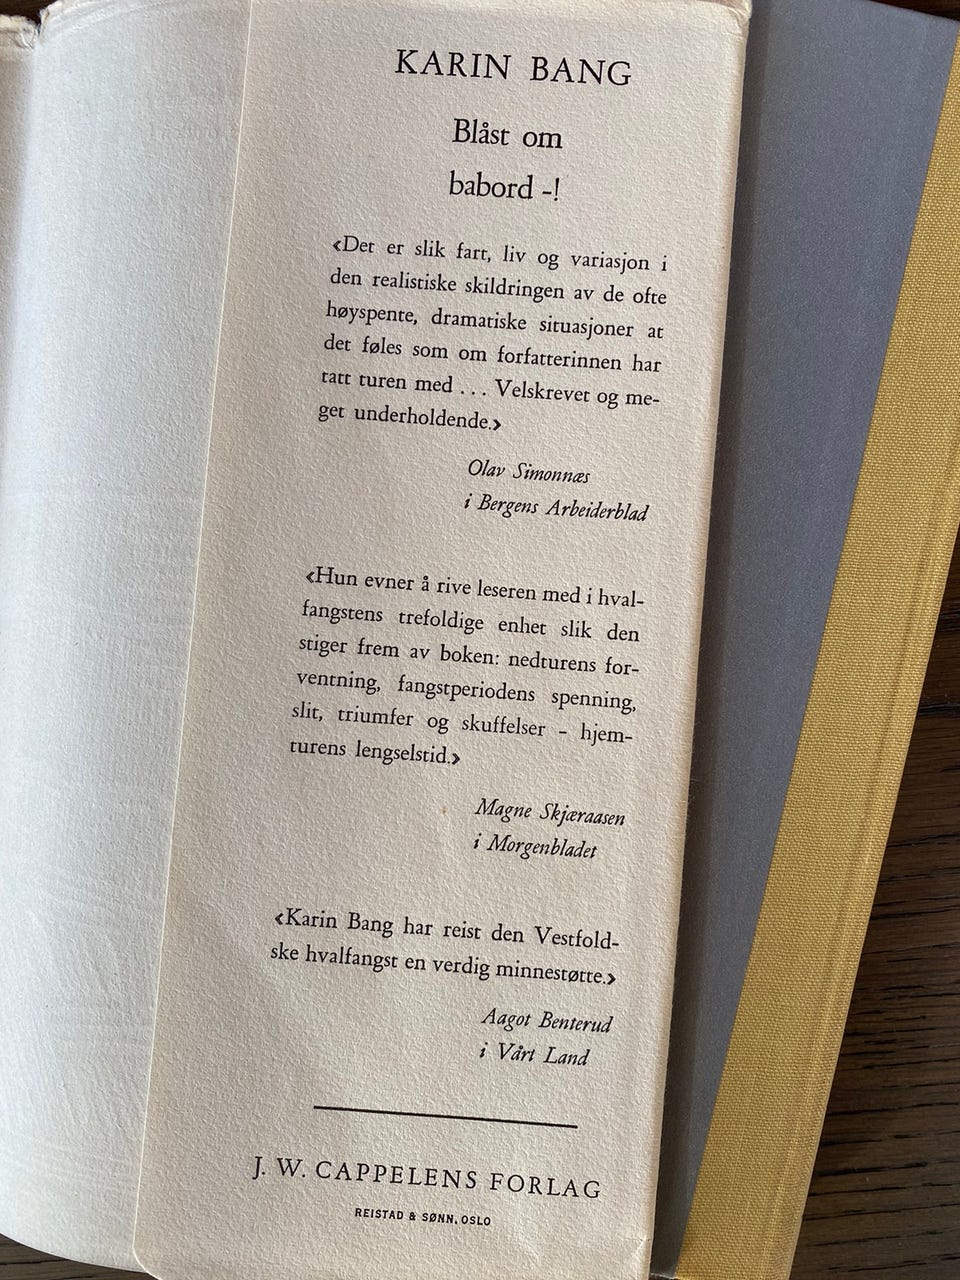 KARIN BANG
Blåst om
babord -!
‹Det er slik fart, liv og variasjon i
den realistiske skildringen av de ofte
høyspente, dramatiske situasjoner at
det føles som om forfatterinnen har
tatt turen med . . . Velskrevet og me-
get underholdende.›
Olav Simonnæs
i Bergens Arbeiderblad
‹Hun evner å rive leseren med i hval-
fangstens trefoldige enhet slik den
stiger frem av boken: nedturens for-
ventning, fangstperiodens spenning,
slit, triumfer og skuffelser – hjem-
turens lengselstid.›
Magne Skjæraasen
i Morgenbladet
‹Karin Bang har reist den Vestfold-
ske hvalfangst en verdig minnestøtte.›
Aagot Benterud
i Vårt Land
J. W. CAPPELENS FORLAG
REISTAD & SØNN, OSLO